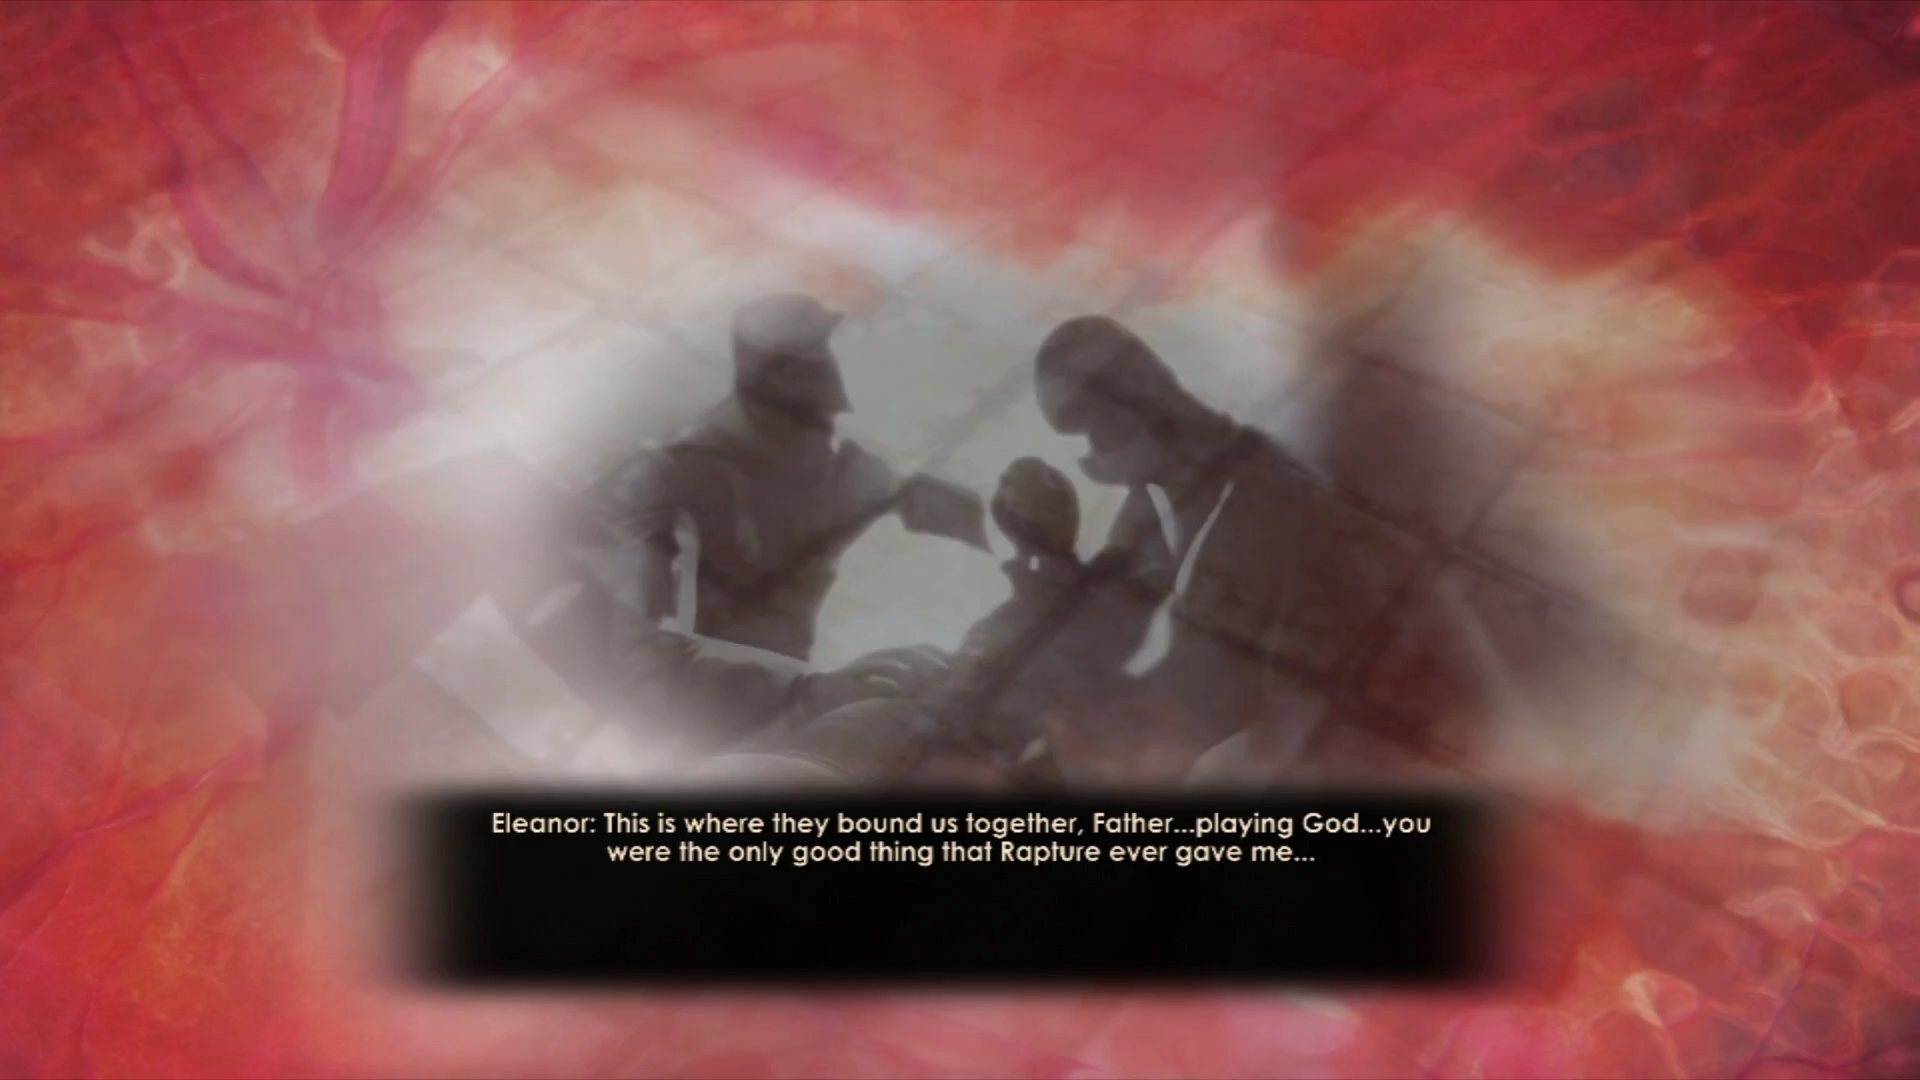 Eleanor: This is where they bound us together, Father...playing God...you
were the only good thing that Rapture ever gave me...